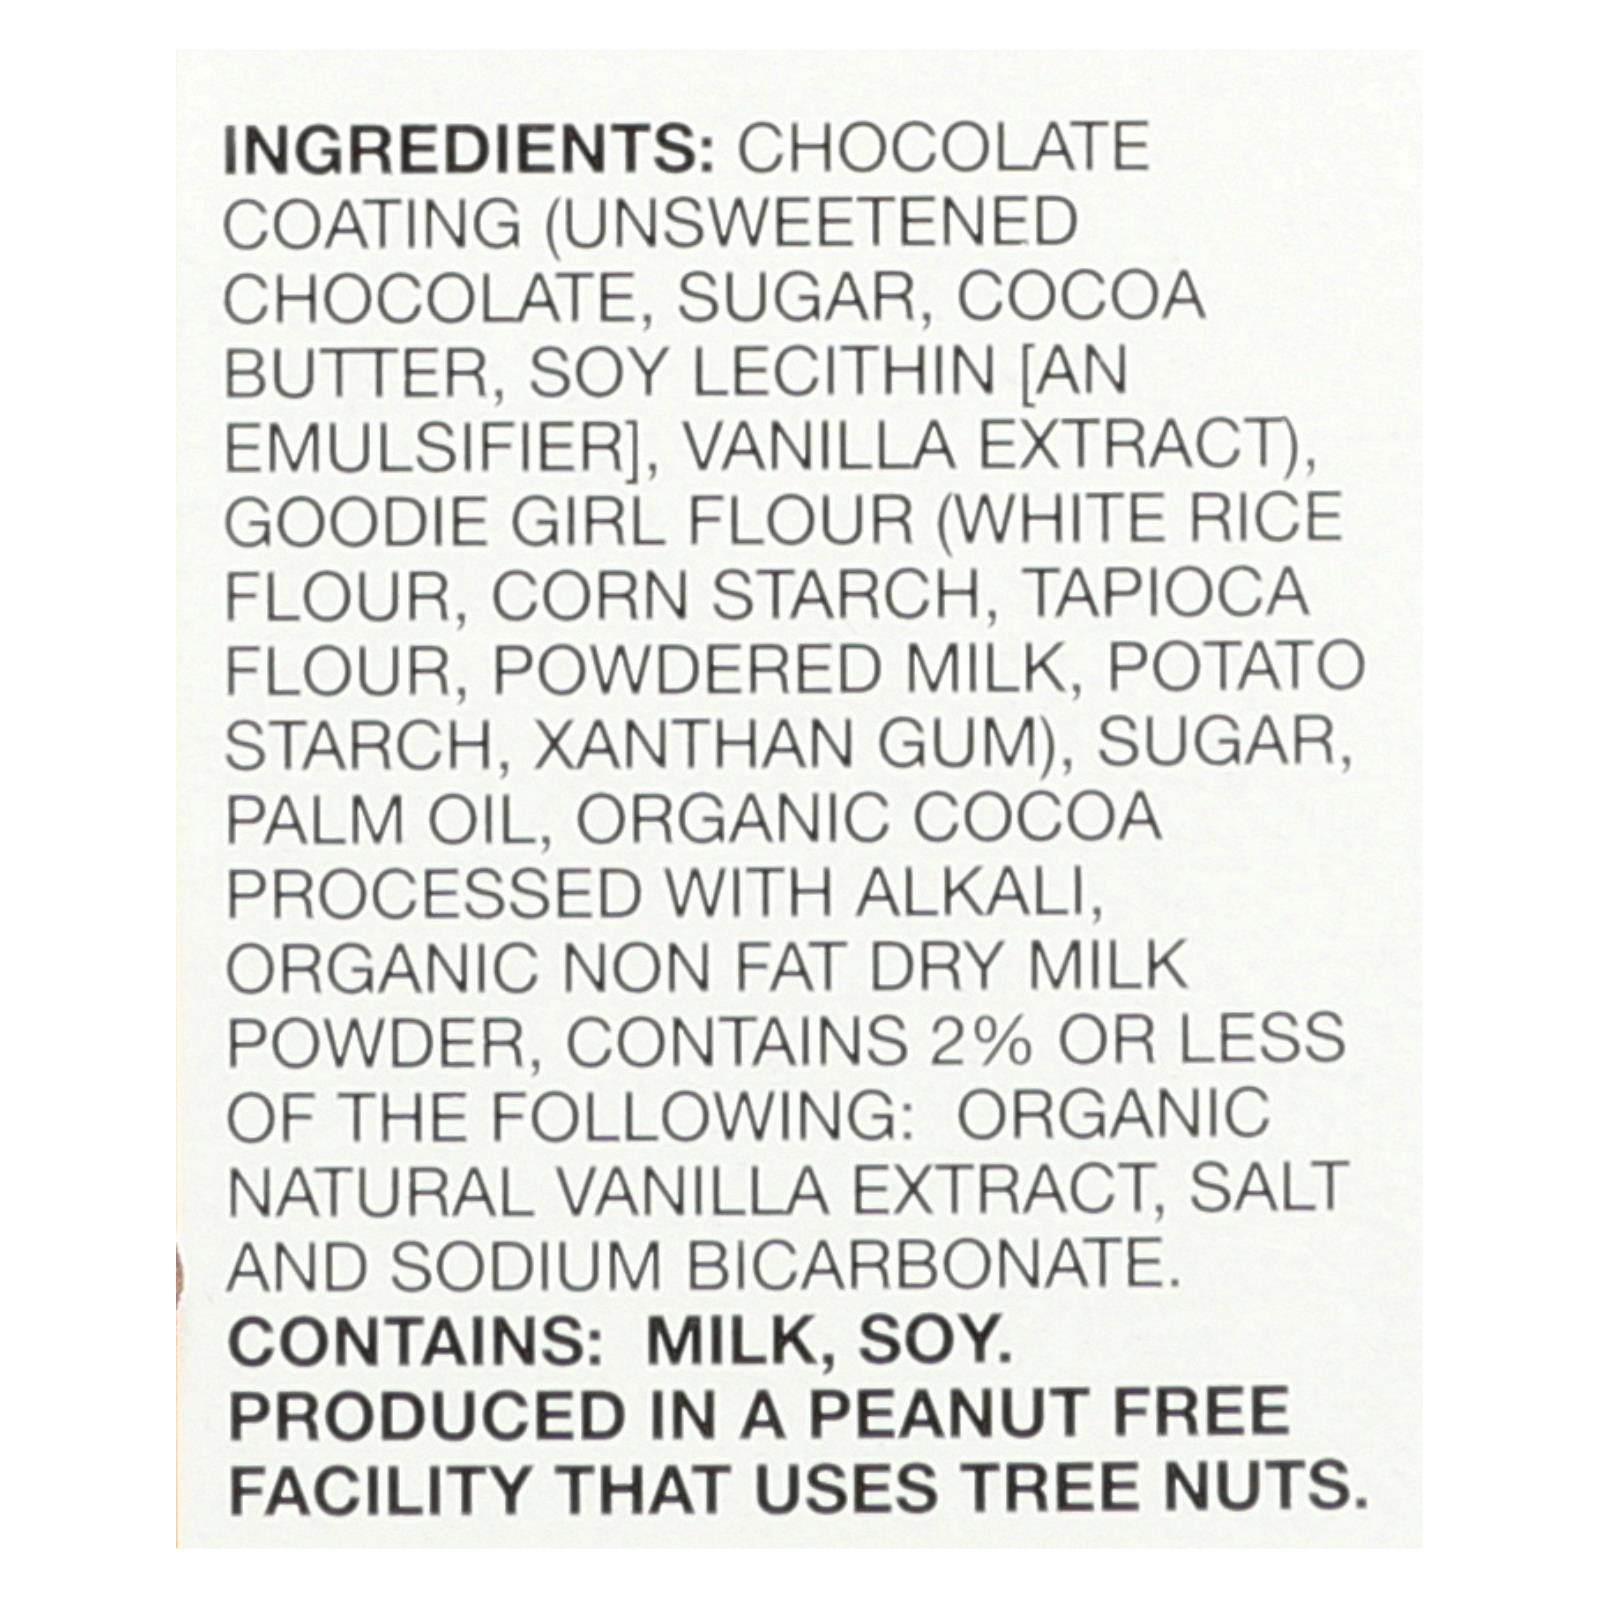 INGREDIENTS: CHOCOLATE
COATING (UNSWEETENED
CHOCOLATE, SUGAR, COCOA
BUTTER, SOY LECITHIN [AN
EMULSIFIER], VANILLA EXTRACT),
GOODIE GIRL FLOUR (WHITE RICE
FLOUR, CORN STARCH, TAPIOCA
FLOUR, POWDERED MILK, POTATO
STARCH, XANTHAN GUM), SUGAR,
PALM OIL, ORGANIC COCOA
PROCESSED WITH ALKALI,
ORGANIC NON FAT DRY MILK
POWDER, CONTAINS 2% OR LESS
OF THE FOLLOWING:  ORGANIC
NATURAL VANILLA EXTRACT, SALT
AND SODIUM BICARBONATE.
CONTAINS:  MILK, SOY.
PRODUCED IN A PEANUT FREE
FACILITY THAT USES TREE NUTS.